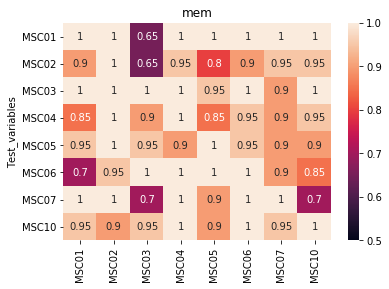 mem
Test_variables
MSC01 1 1 0.65 1 1 1 1 1
MSC02 0.9 1 0.65 0.95 0.8 0.9 0.95 0.95
MSC03 1 1 1 1 0.95 1 0.9 1
MSC04 0.85 1 0.9 1 0.85 0.95 0.9 0.95
MSC05 0.95 1 0.95 0.9 1 0.95 0.9 0.9
MSC06 0.7 0.95 1 1 1 1 0.9 0.85
MSC07 1 1 0.7 1 0.9 1 1 0.7
MSC10 0.95 0.9 0.95 1 0.9 1 0.95 1
MSC01 MSC02 MSC03 MSC04 MSC05 MSC06 MSC07 MSC10
1.0
0.9
0.8
0.7
0.6
0.5